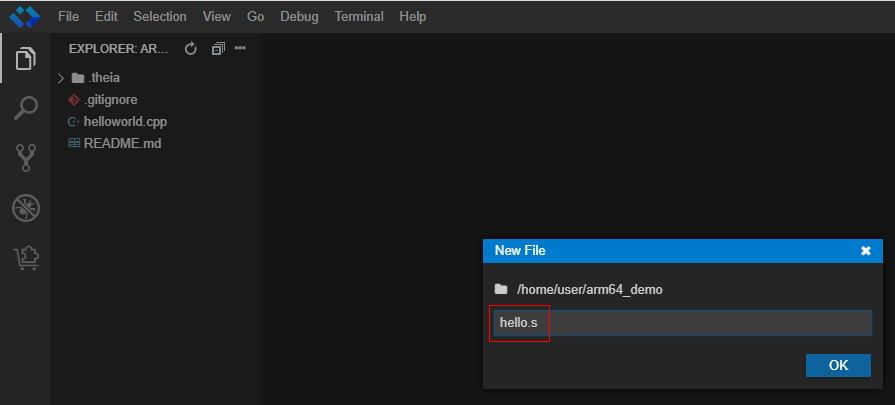 File Edit Selection View Go Debug Terminal Help
EXPLORER: AR...
.theia
.gitignore
helloworld.cpp
README.md
New File
/home/user/arm64_demo
hello.s
OK